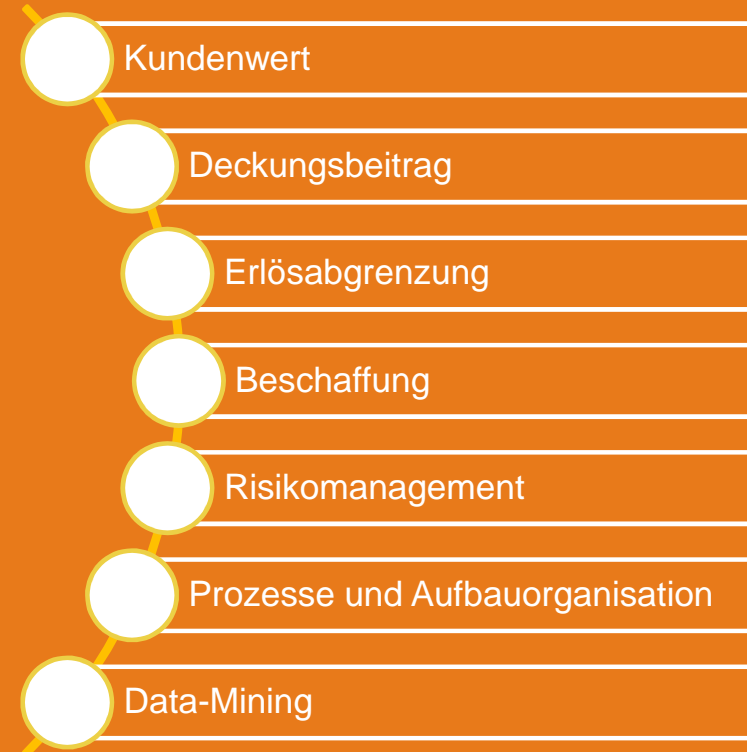 Kundenwert
Deckungsbeitrag
Erlösabgrenzung
Beschaffung
Risikomanagement
Prozesse und Aufbauorganisation
Data-Mining